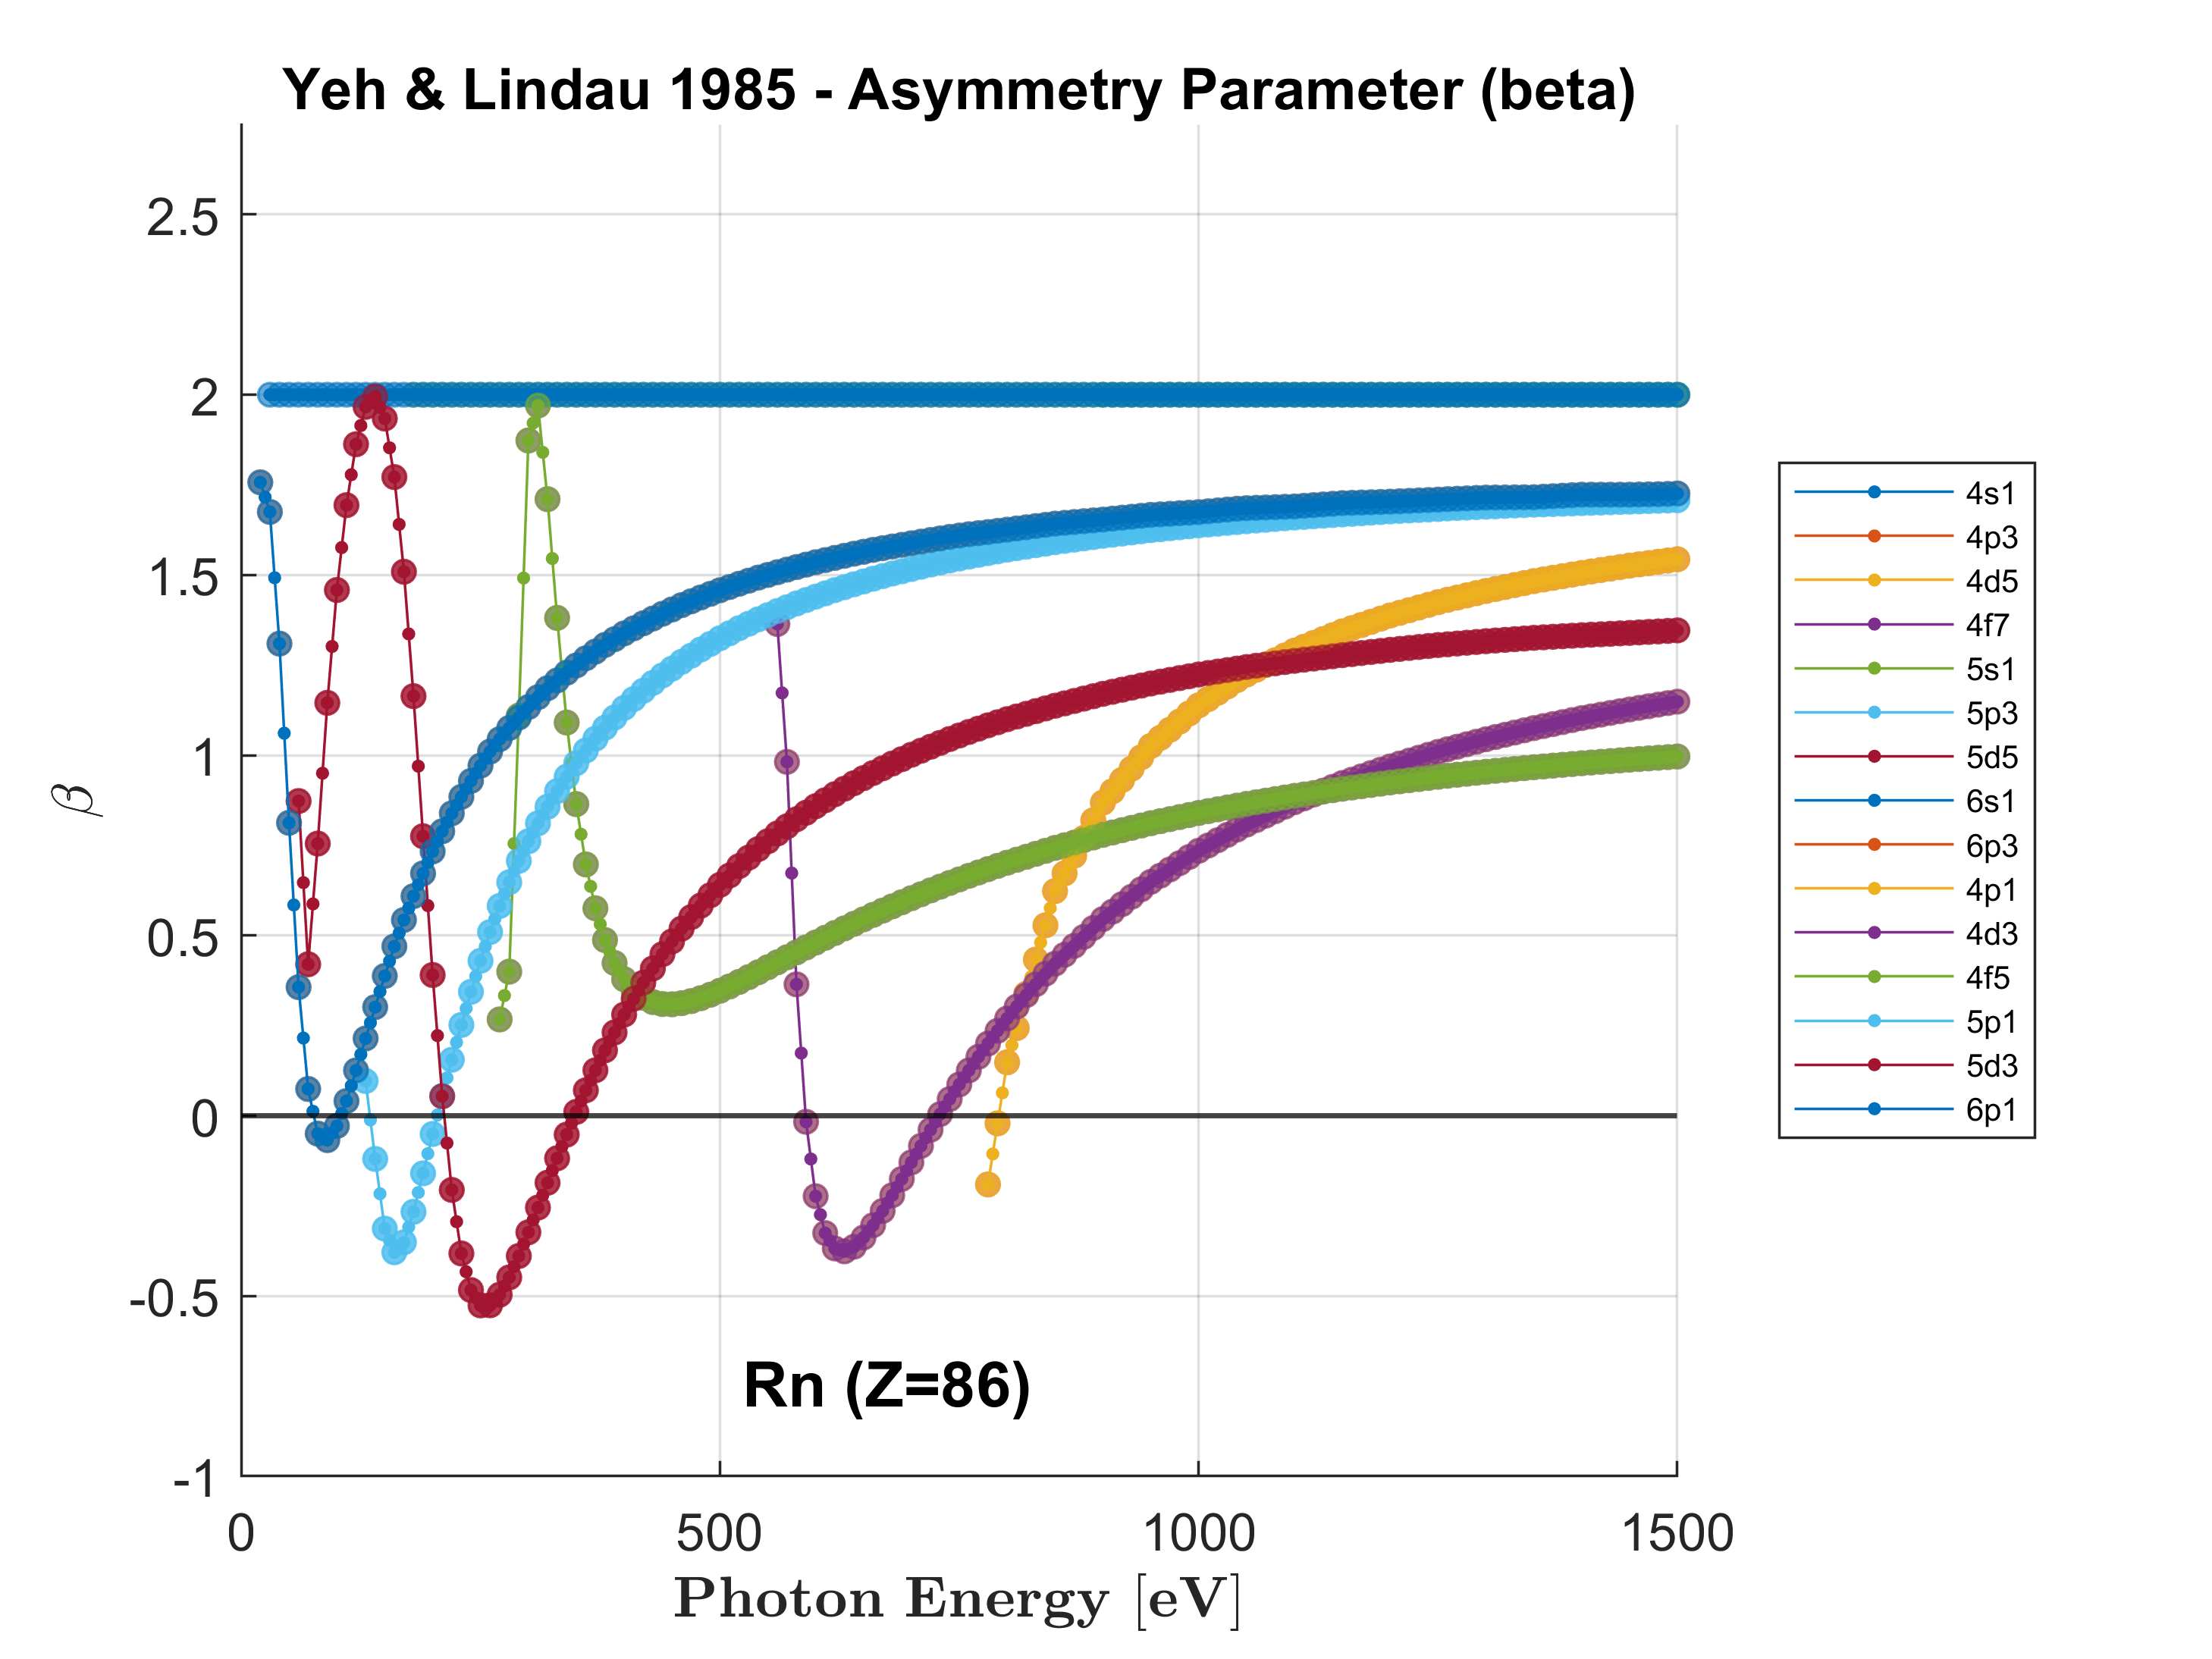 Yeh & Lindau 1985 - Asymmetry Parameter (beta)
2.5
2
1.5
1
0.5
0
-0.5
-1
β
0
500
1000
1500
Photon Energy [eV]
Rn (Z=86)
4s1
4p3
4d5
4f7
5s1
5p3
5d5
6s1
6p3
4p1
4d3
4f5
5p1
5d3
6p1